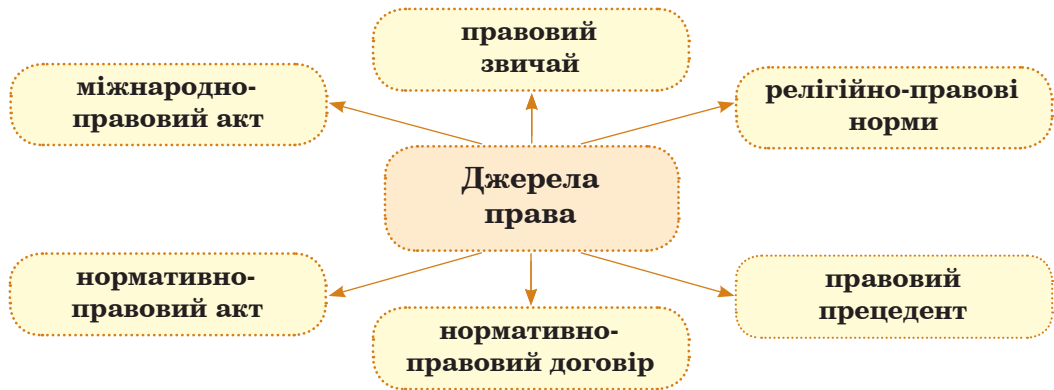 правовий
звичай
міжнародно-
правовий акт
релігійно-правові
норми
Джерела
права
нормативно-
правовий акт
нормативно-
правовий договір
правовий
прецедент